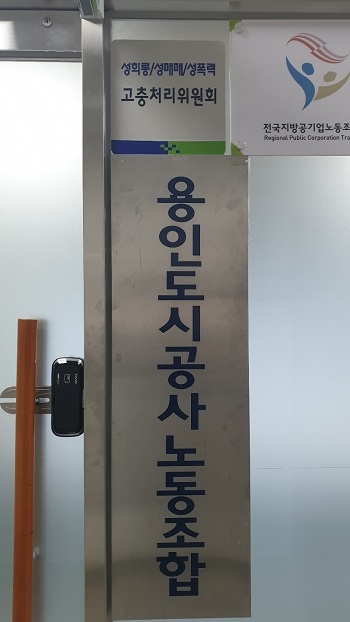 성희롱/성매매/성폭력
고충처리위원회
전국지방공기업노동조
Regional Public Corporation Tra
용인도시공사 노동조합